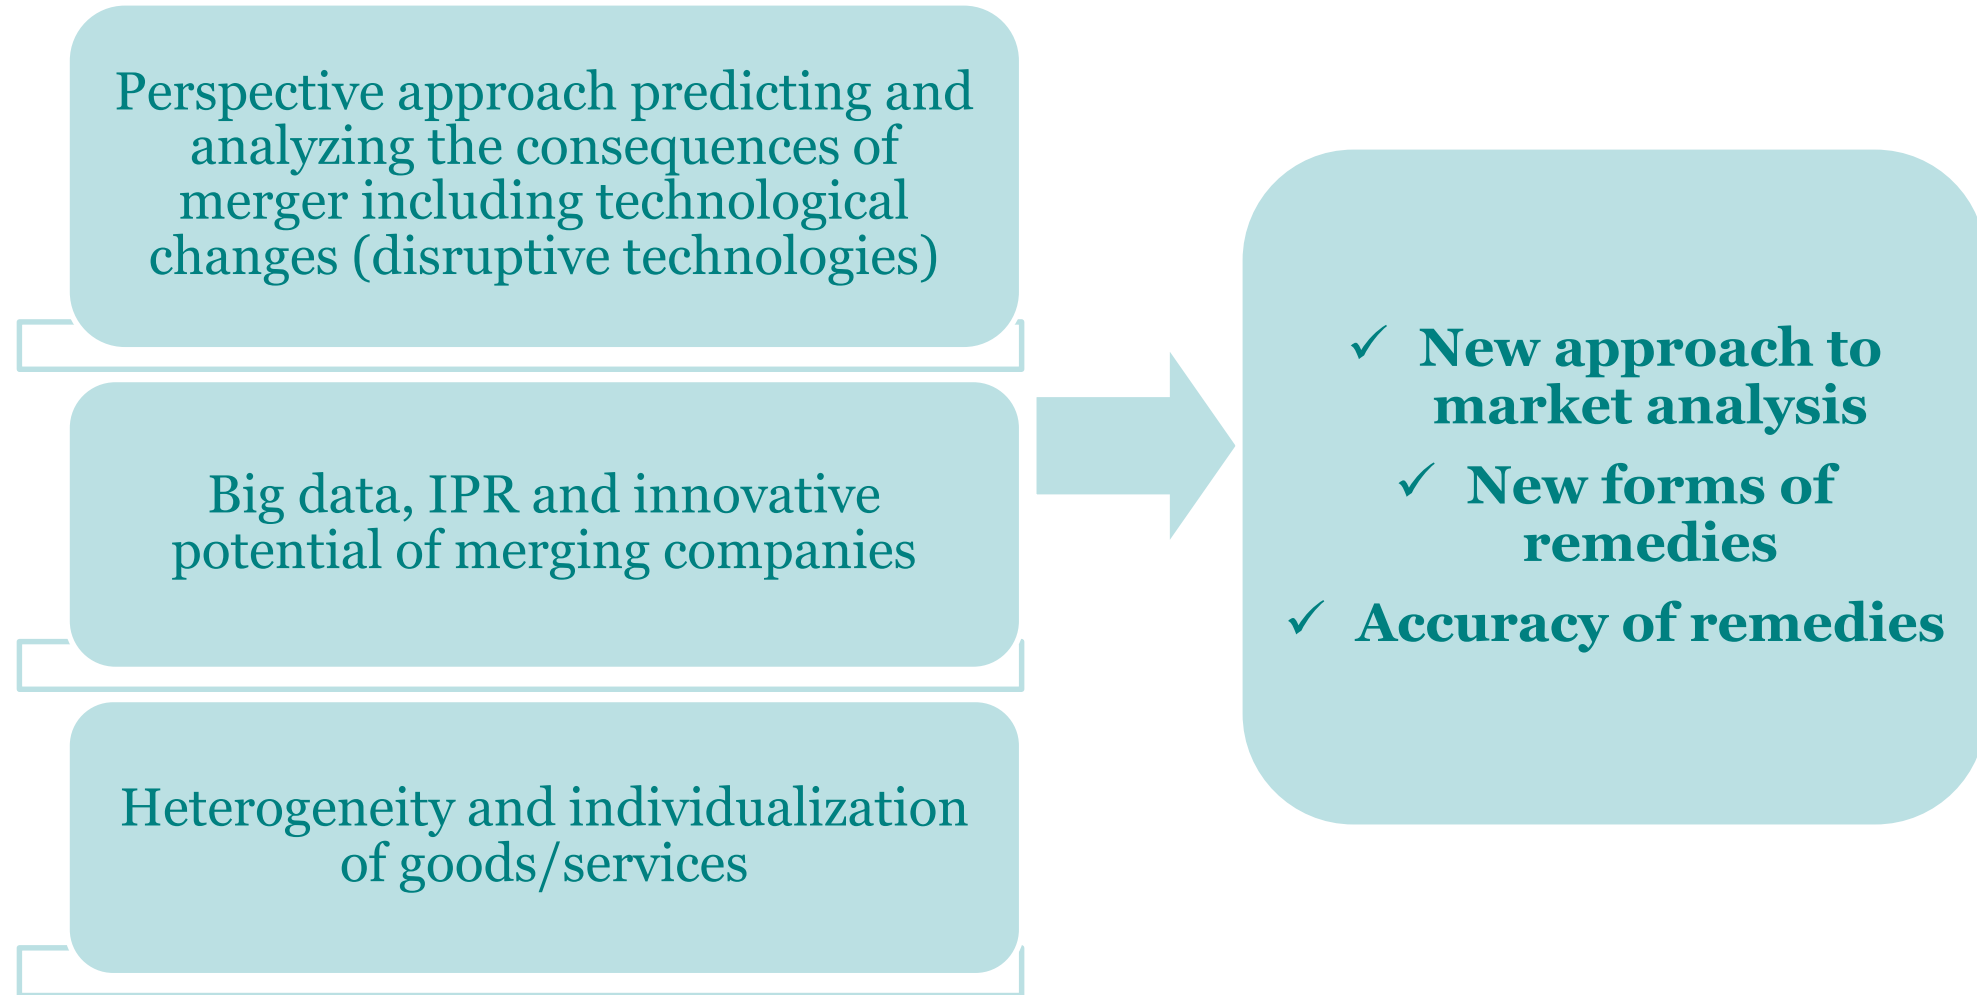 Perspective approach predicting and
analyzing the consequences of
merger including technological
changes (disruptive technologies)
Big data, IPR and innovative
potential of merging companies
Heterogeneity and individualization
of goods/services
✓ New approach to
market analysis
✓ New forms of
remedies
✓ Accuracy of remedies